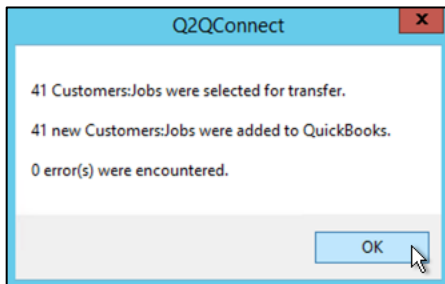 Q2QConnect
x
41 Customers:Jobs were selected for transfer.
41 new Customers:Jobs were added to QuickBooks.
0 error(s) were encountered.
OK